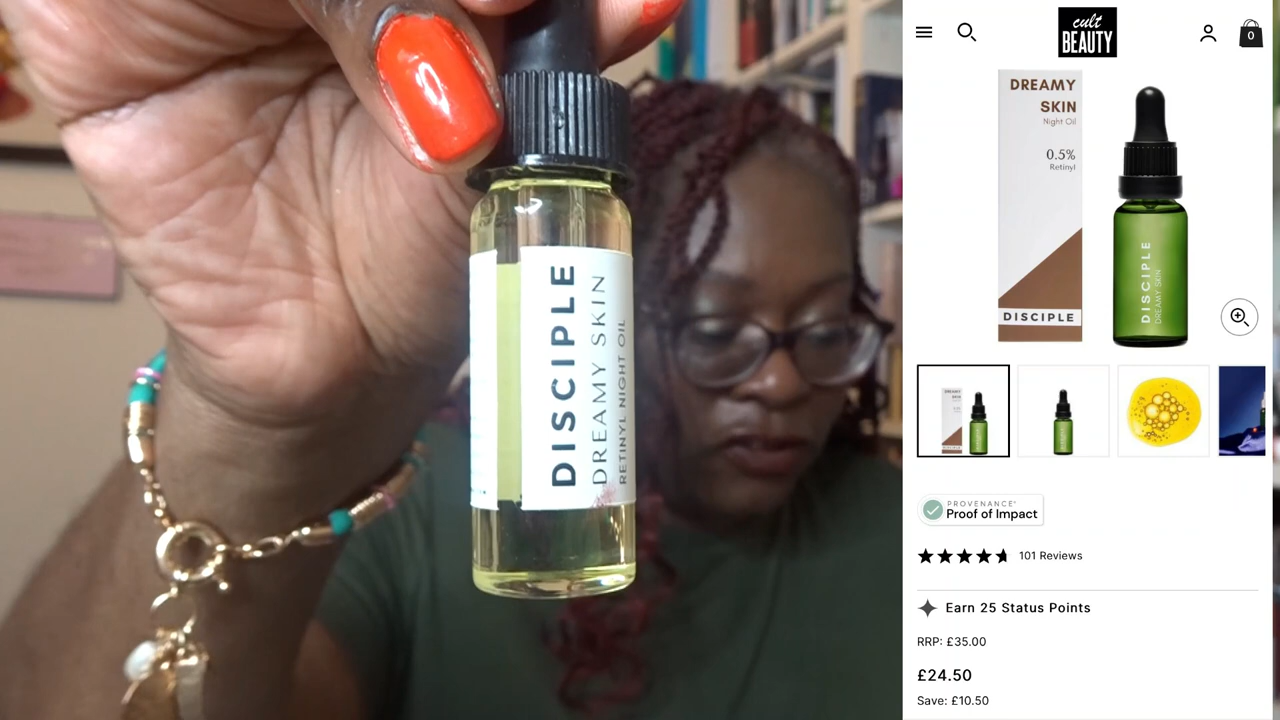 DISCIPLE
DREAMY SKIN
RETINYL NIGHT OIL
cult
BEAUTY
0
DREAMY
SKIN
Night Oil
0.5%
Retinyl
DISCIPLE
DISCIPLE
DREAMY SKIN
PROVENANCE°
Proof of Impact
101 Reviews
Earn 25 Status Points
RRP: £35.00
£24.50
Save: £10.50